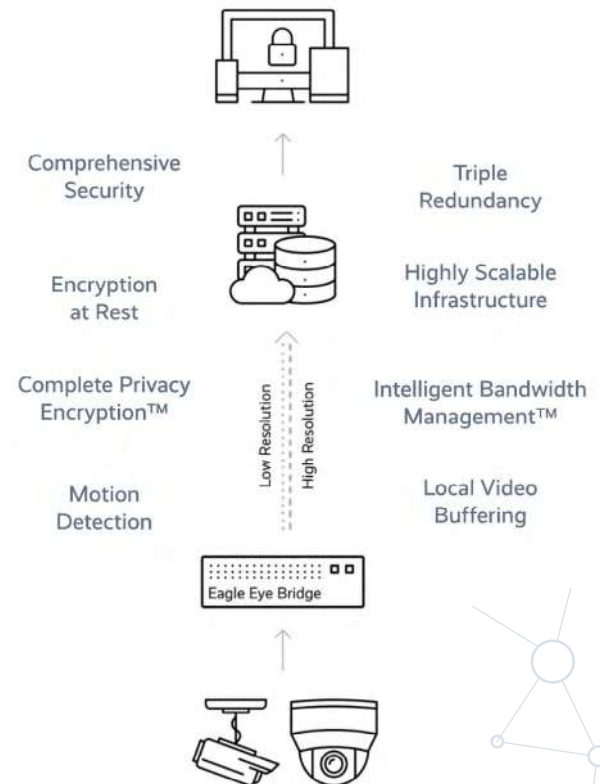 Comprehensive
Security
Triple
Redundancy
Encryption
at Rest
Highly Scalable
Infrastructure
Complete Privacy
Encryption™
Low Resolution
High Resolution
Intelligent Bandwidth
Management™
Motion
Detection
Local Video
Buffering
Eagle Eye Bridge